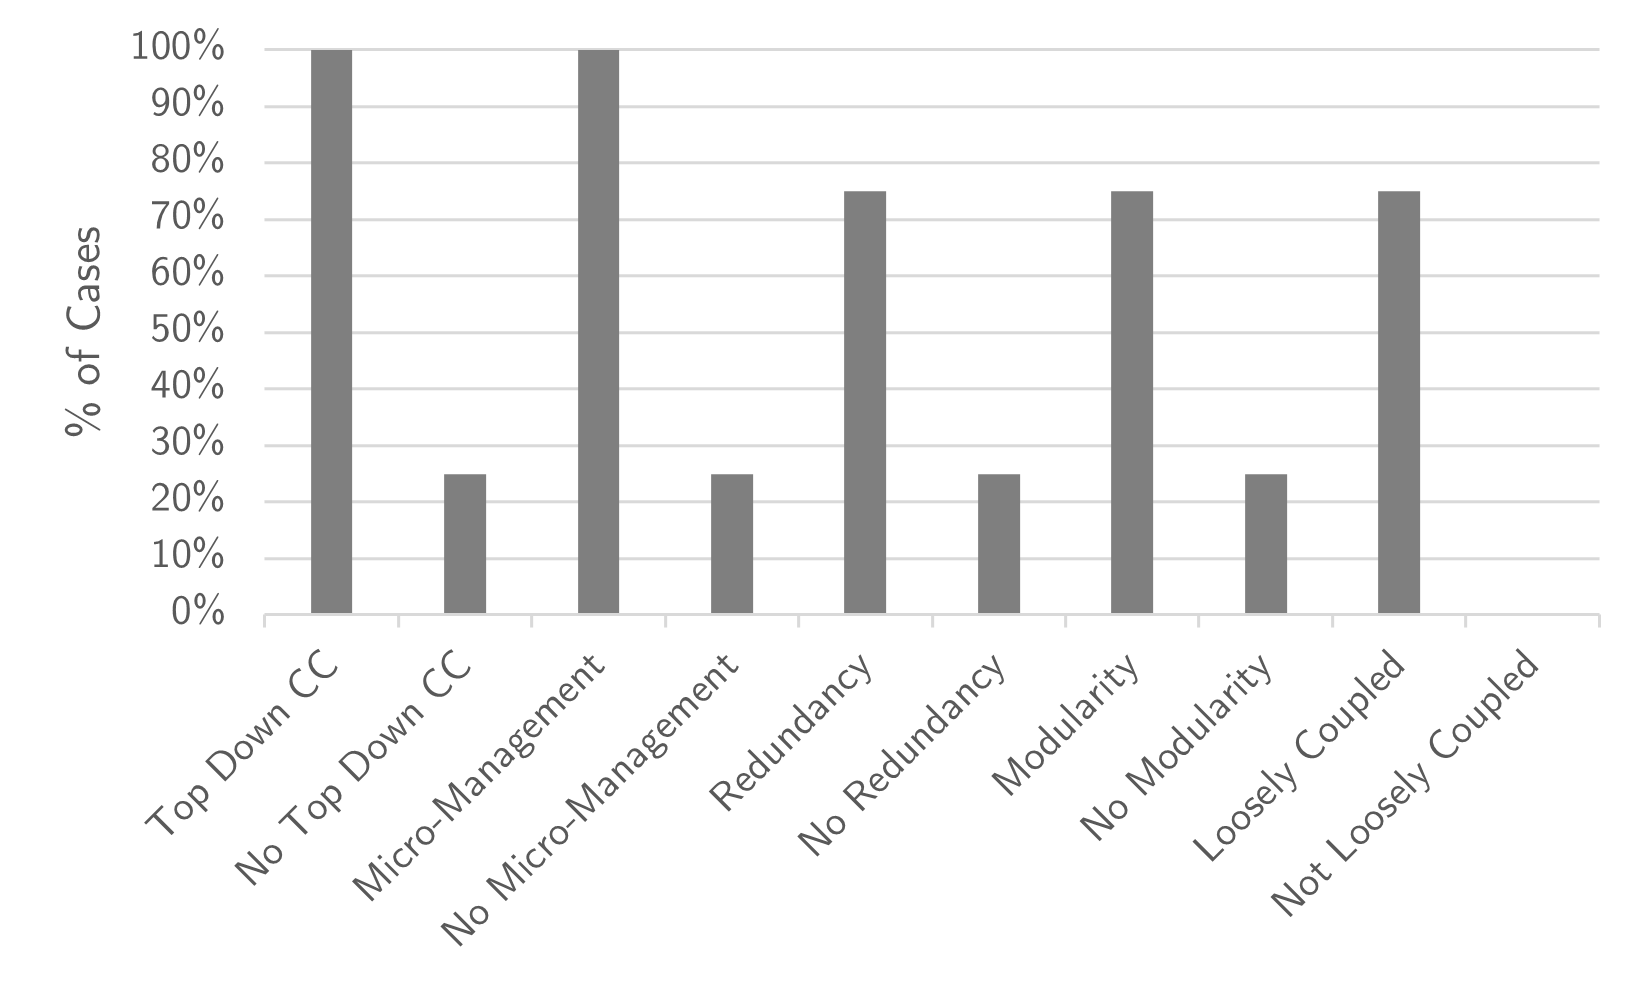 100%
90%
80%
70%
60%
50%
40%
30%
20%
10%
0%
% of Cases
Top Down CC
No Top Down CC
Micro-Management
No Micro-Management
Redundancy
No Redundancy
Modularity
No Modularity
Loosely Coupled
Not Loosely Coupled